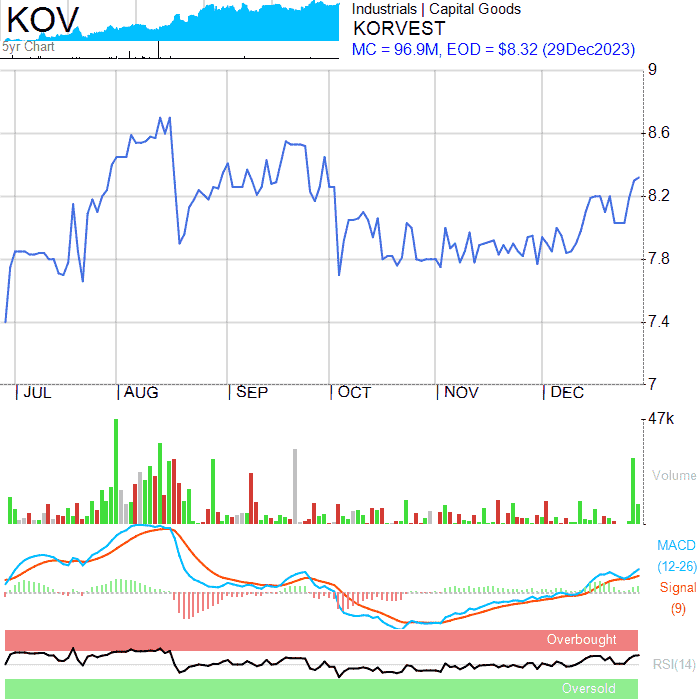 KOV
5yr Chart
Industrials | Capital Goods
KORVEST
MC = 96.9M, EOD = $8.32 (29Dec2023)
9
8.6
8.2
7.8
7.4
7
JUL AUG SEP OCT NOV DEC
47k
Volume
MACD
(12-26)
Signal
(9)
Overbought
RSI(14)
Oversold